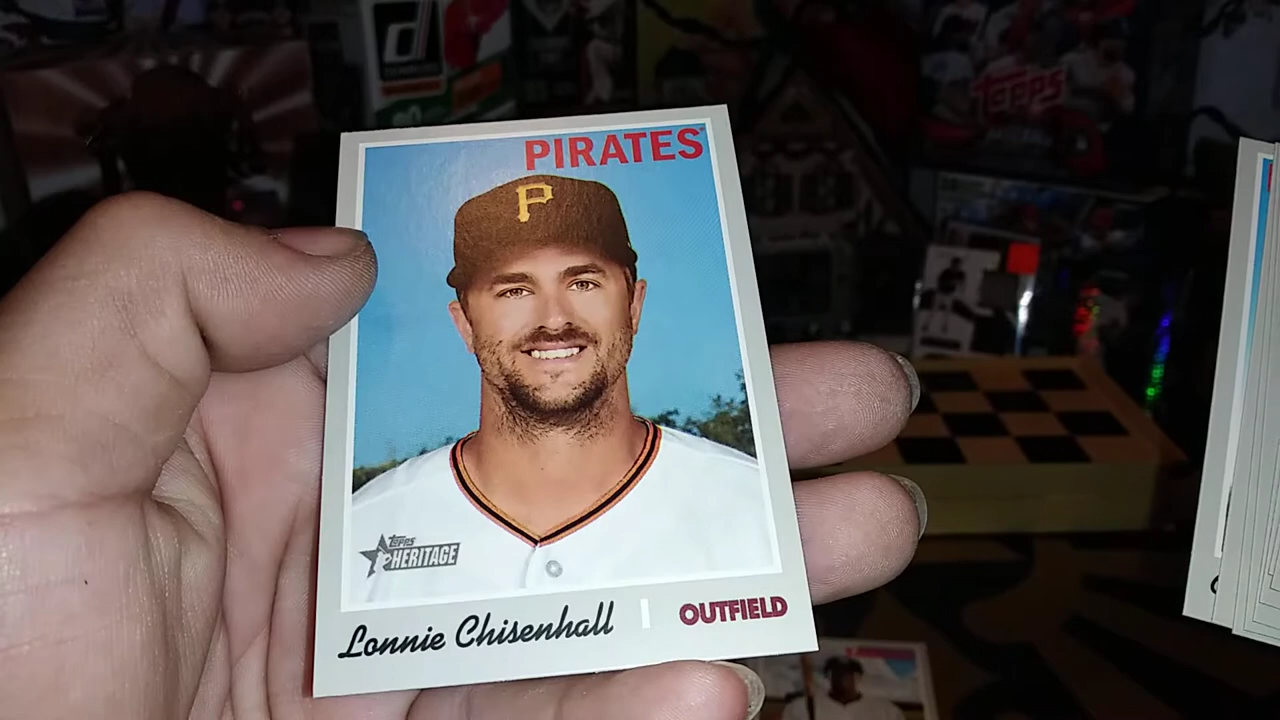 PIRATES
P
TOPPS
HERITAGE
Lonnie Chisenhall
OUTFIELD
TOPPS